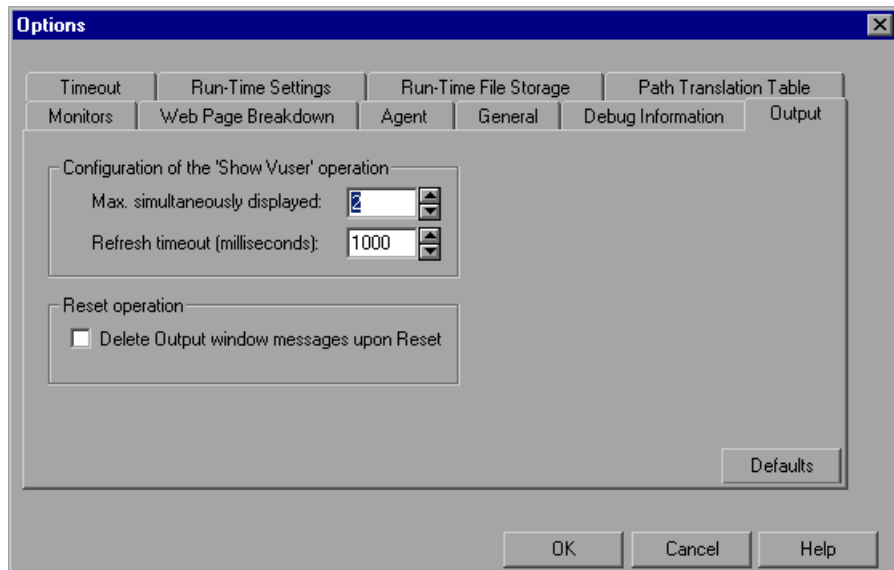 Options
Timeout Run-Time Settings Run-Time File Storage Path Translation Table
Monitors Web Page Breakdown Agent General Debug Information Output
Configuration of the 'Show Vuser' operation
Max. simultaneously displayed: 2
Refresh timeout (milliseconds): 1000
Reset operation
Delete Output window messages upon Reset
Defaults
OK Cancel Help